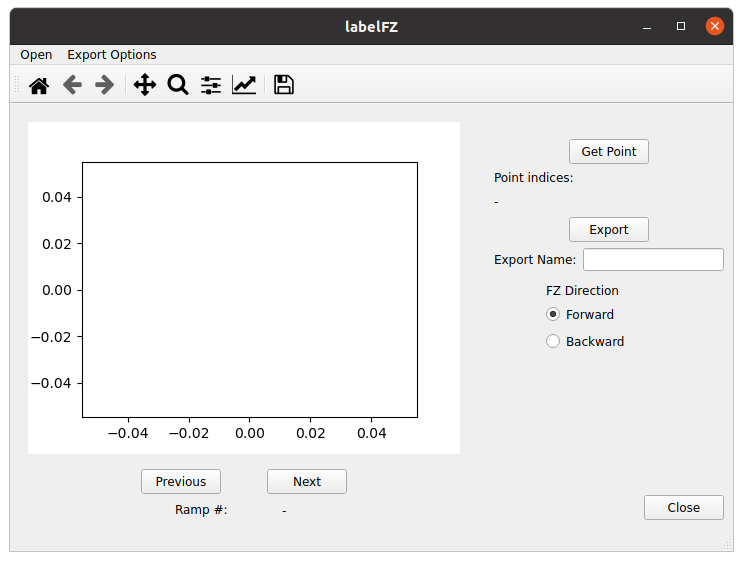 labelFZ
Open Export Options
Get Point
Point indices:
-
Export
Export Name:
FZ Direction
Forward
Backward
0.04
0.02
0.00
−0.02
−0.04
−0.04 −0.02 0.00 0.02 0.04
Previous Next
Ramp #: -
Close